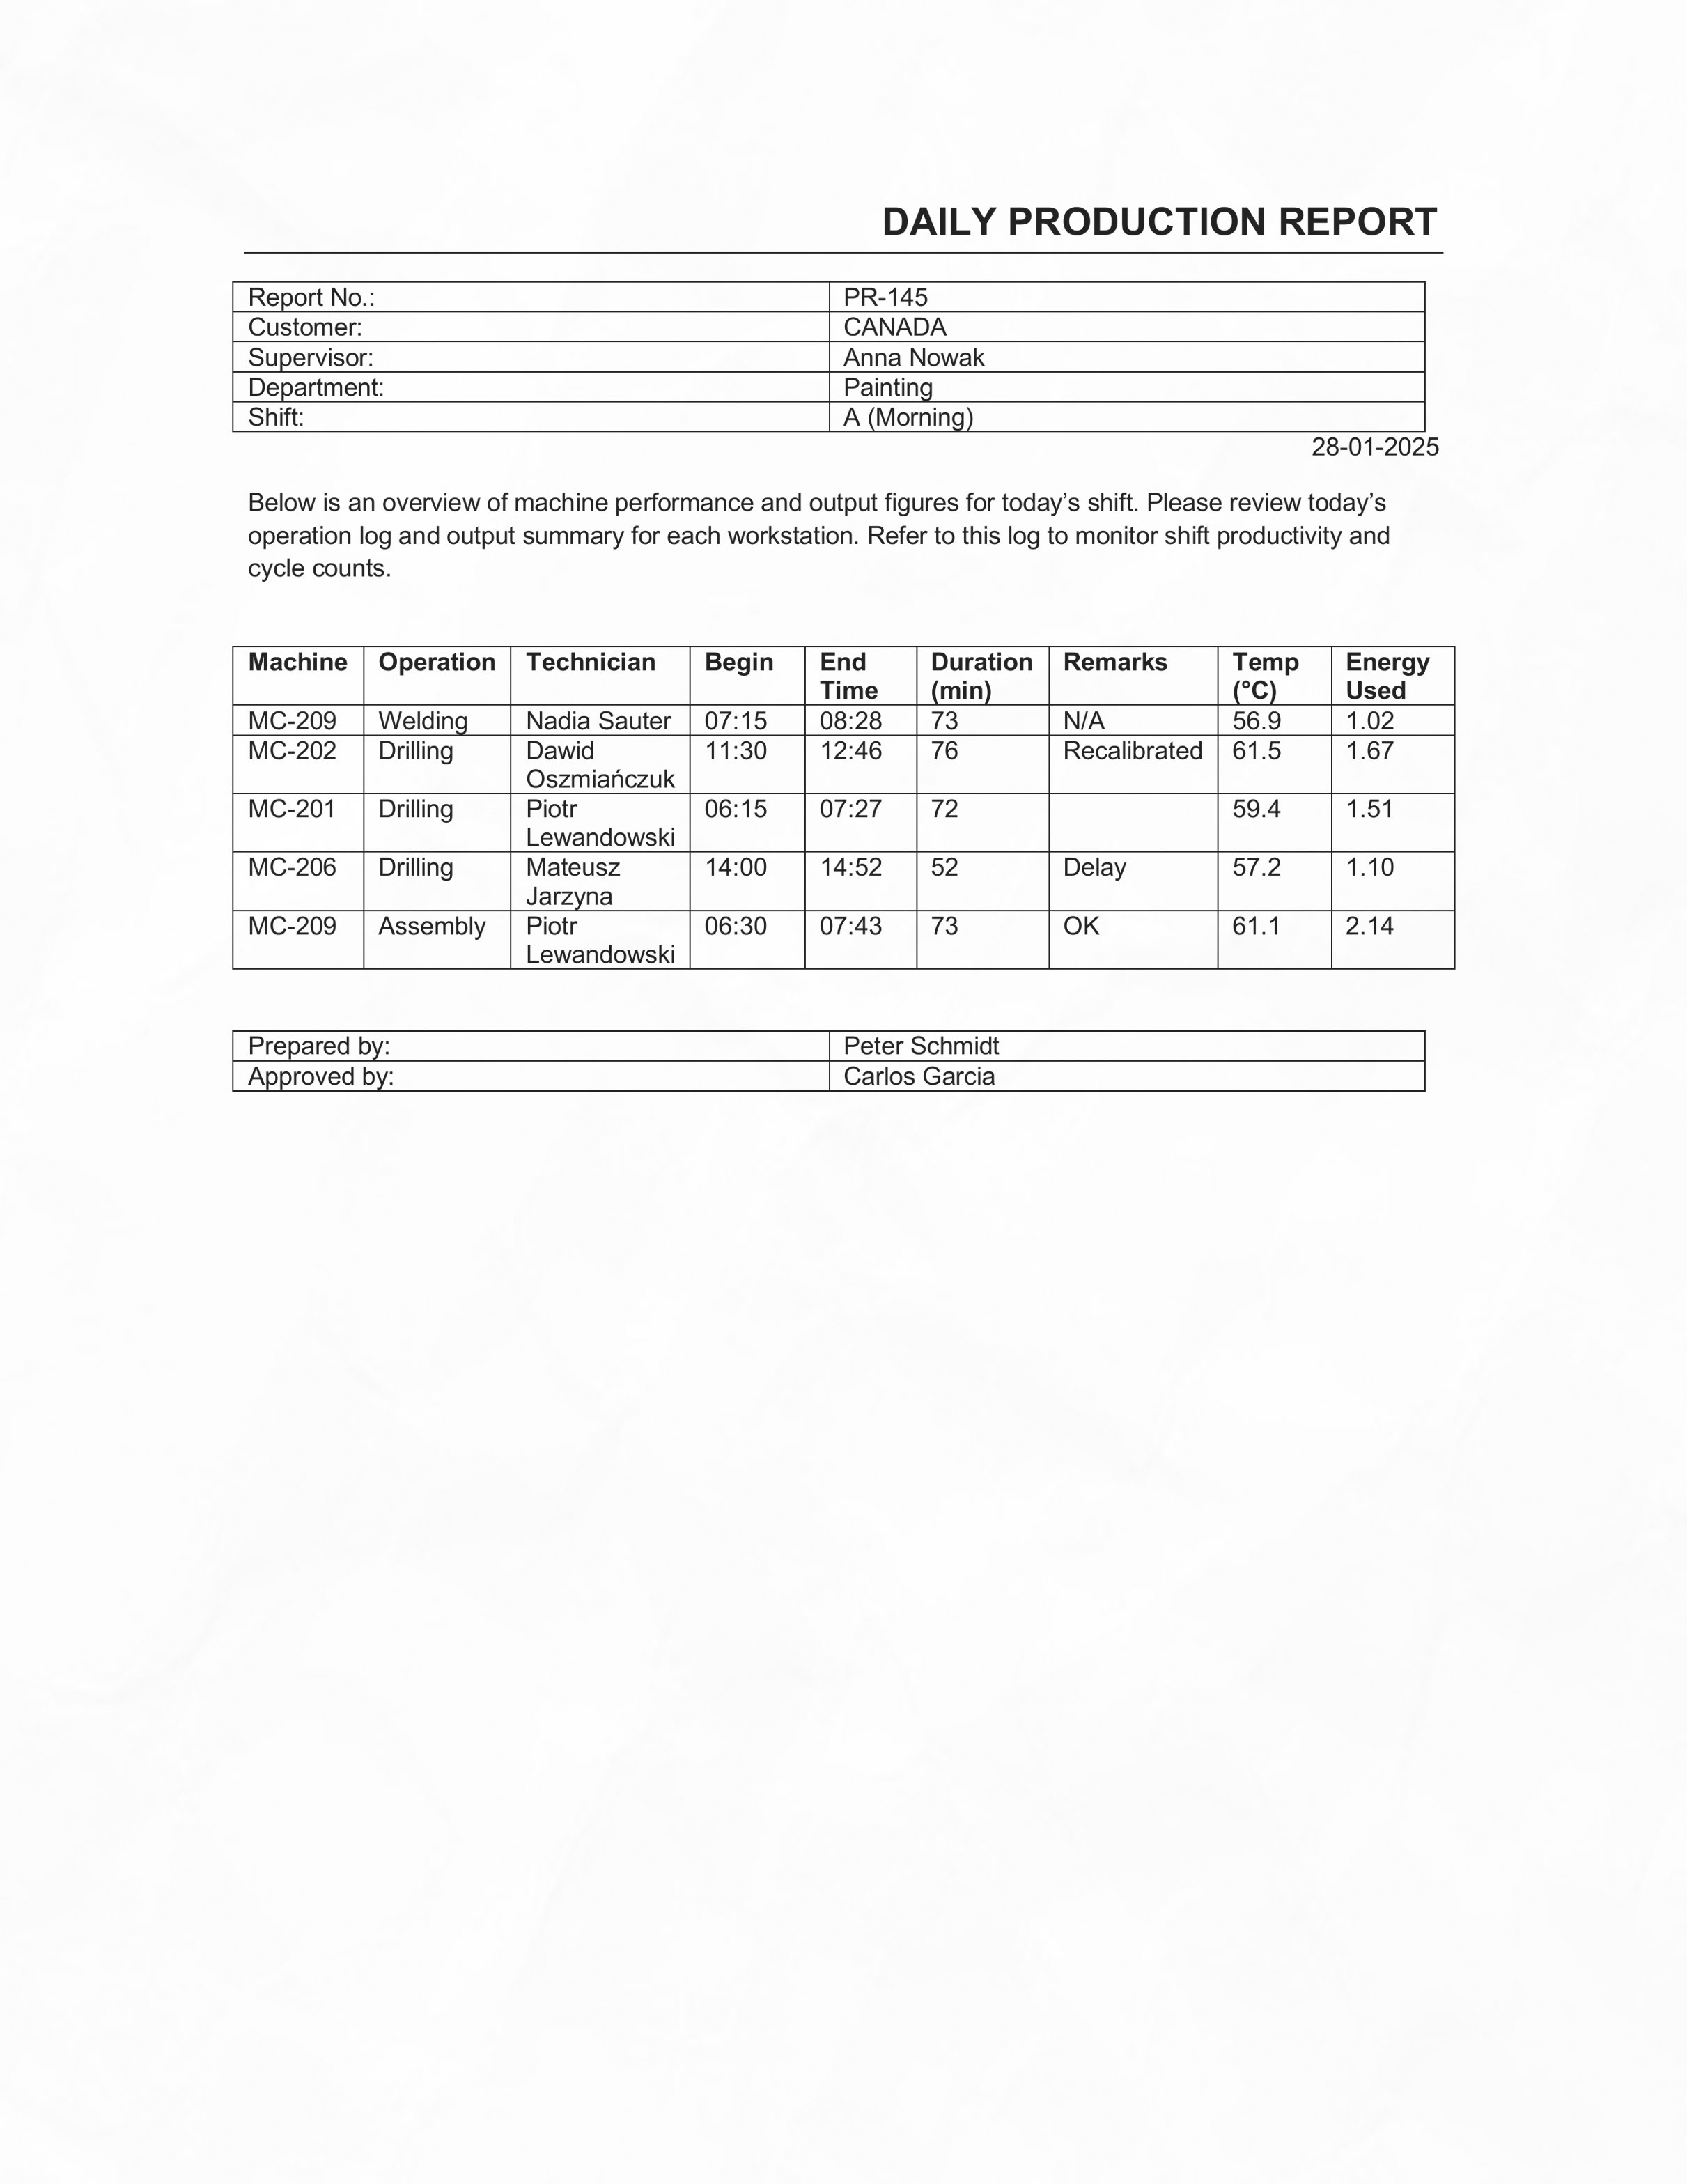 DAILY PRODUCTION REPORT
Report No.: PR-145
Customer: CANADA
Supervisor: Anna Nowak
Department: Painting
Shift: A (Morning)
28-01-2025
Below is an overview of machine performance and output figures for today’s shift. Please review today’s
operation log and output summary for each workstation. Refer to this log to monitor shift productivity and
cycle counts.
Machine Operation Technician Begin End Time Duration (min) Remarks Temp (°C) Energy Used
MC-209 Welding Nadia Sauter 07:15 08:28 73 N/A 56.9 1.02
MC-202 Drilling Dawid Oszmiańczuk 11:30 12:46 76 Recalibrated 61.5 1.67
MC-201 Drilling Piotr Lewandowski 06:15 07:27 72 59.4 1.51
MC-206 Drilling Mateusz Jarzyna 14:00 14:52 52 Delay 57.2 1.10
MC-209 Assembly Piotr Lewandowski 06:30 07:43 73 OK 61.1 2.14
Prepared by: Peter Schmidt
Approved by: Carlos Garcia